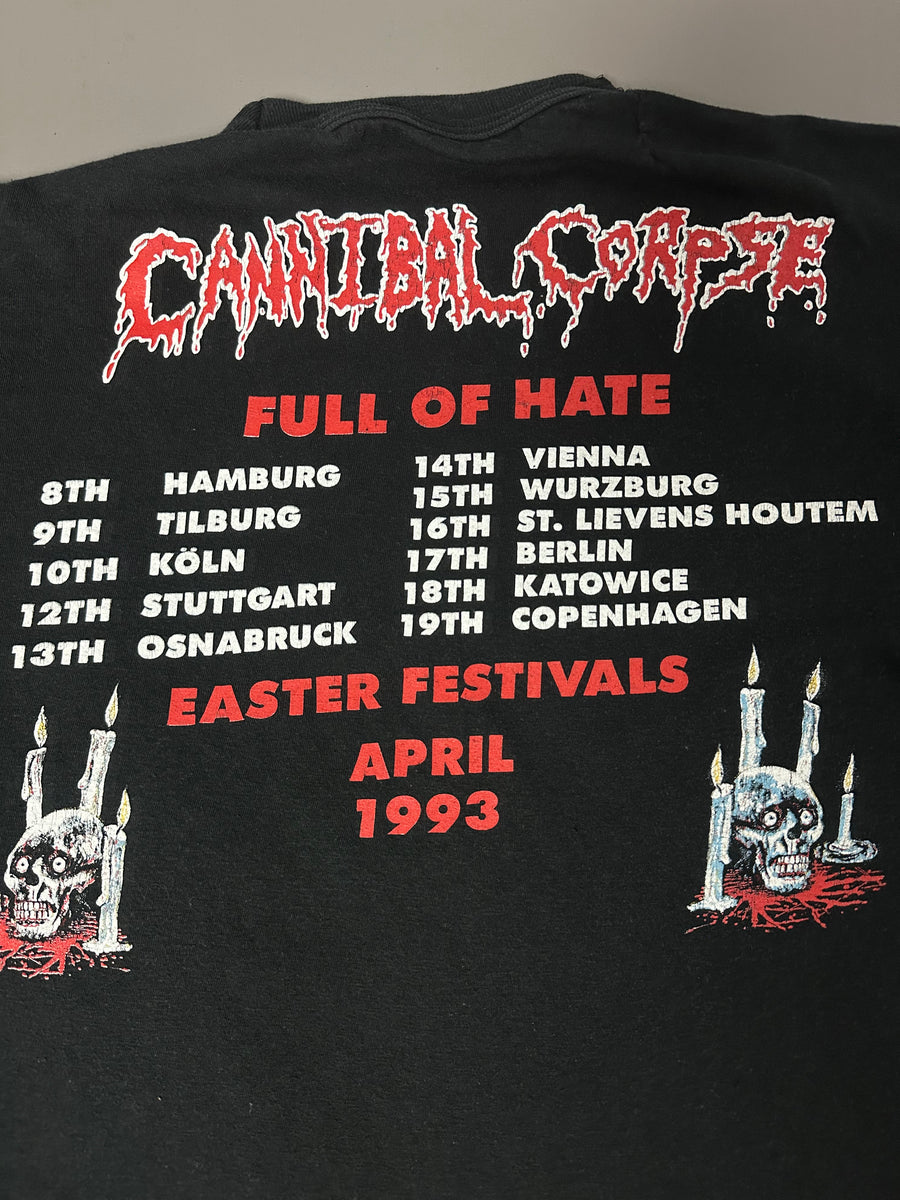 CANNIBAL CORPSE
FULL OF HATE
8TH HAMBURG
9TH TILBURG
10TH KÖLN
12TH STUTTGART
13TH OSNABRUCK
14TH VIENNA
15TH WURZBURG
16TH ST. LIEVENS HOUTEM
17TH BERLIN
18TH KATOWICE
19TH COPENHAGEN
EASTER FESTIVALS
APRIL
1993